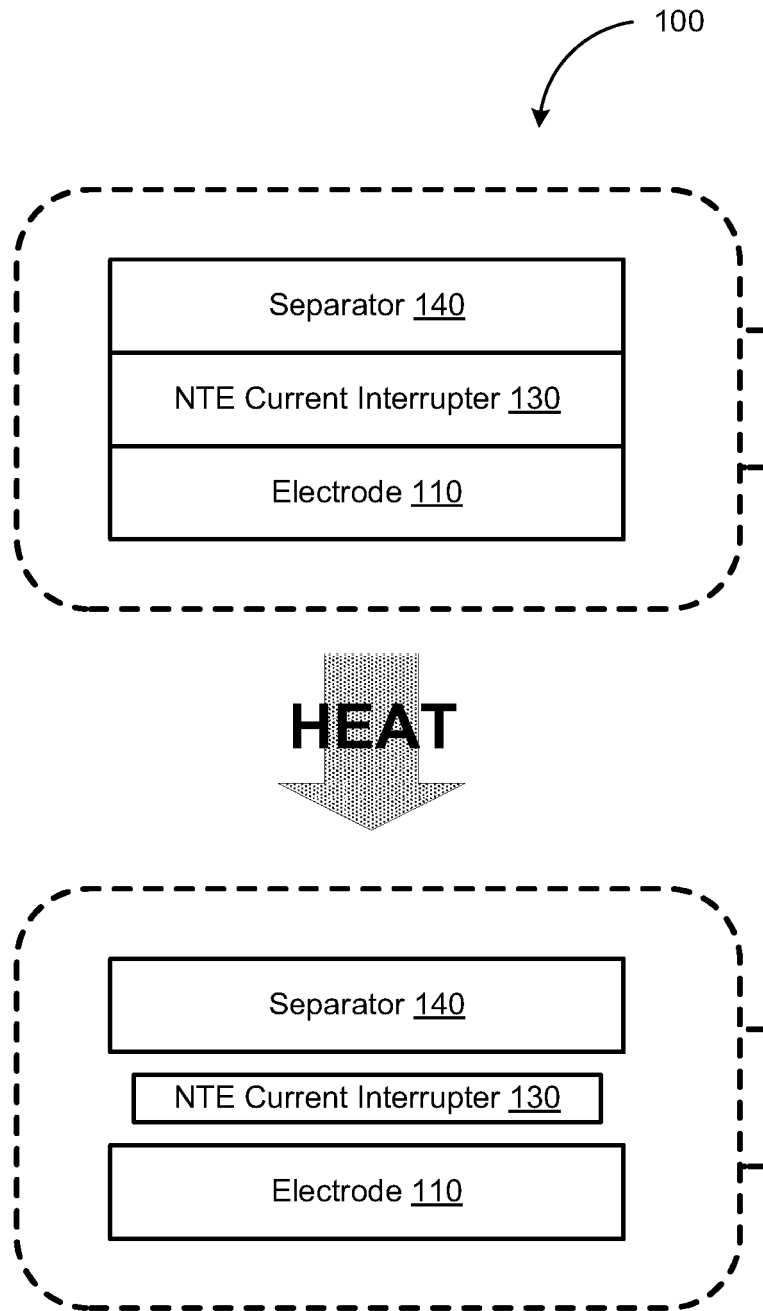 100
Separator 140
NTE Current Interrupter 130
Electrode 110
HEAT
Separator 140
NTE Current Interrupter 130
Electrode 110